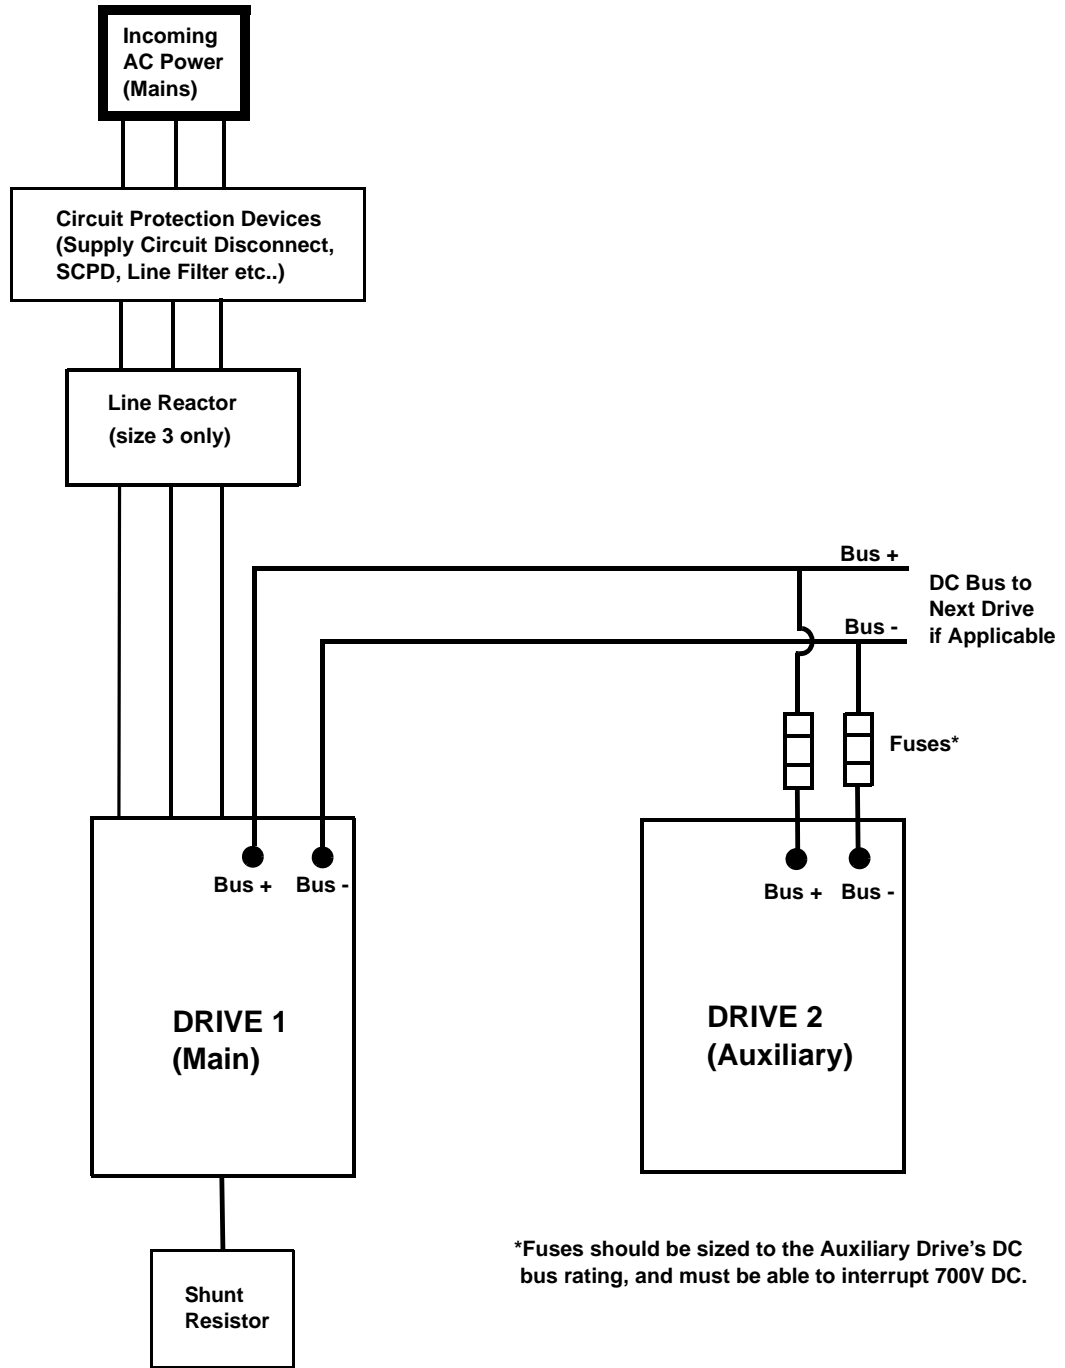 Incoming
AC Power
(Mains)
Circuit Protection Devices
(Supply Circuit Disconnect,
SCPD, Line Filter etc..)
Line Reactor
(size 3 only)
Bus +
DC Bus to
Next Drive
if Applicable
Bus -
Fuses*
Bus +
Bus -
Bus +
Bus -
DRIVE 1
(Main)
DRIVE 2
(Auxiliary)
*Fuses should be sized to the Auxiliary Drive's DC
bus rating, and must be able to interrupt 700V DC.
Shunt
Resistor